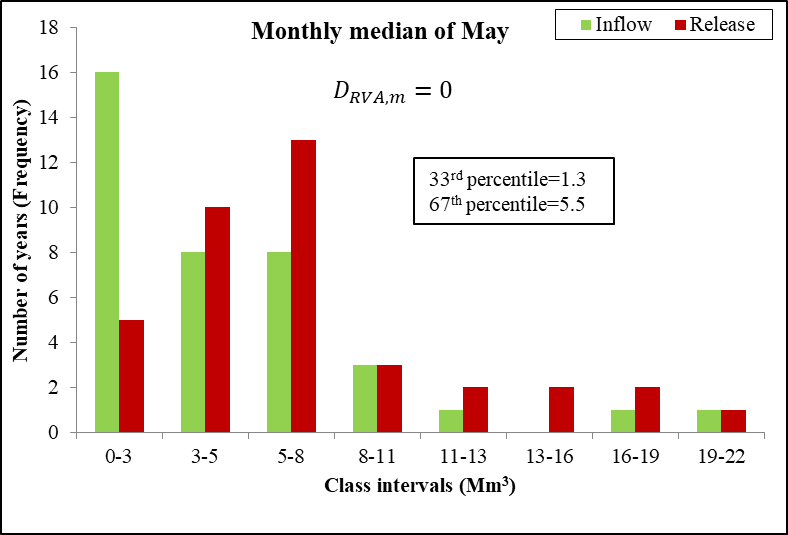 Monthly median of May
Inflow Release
D_{RVA,m} = 0
33rd percentile=1.3
67th percentile=5.5
Number of years (Frequency)
18
16
14
12
10
8
6
4
2
0
0-3 3-5 5-8 8-11 11-13 13-16 16-19 19-22
Class intervals (Mm³)